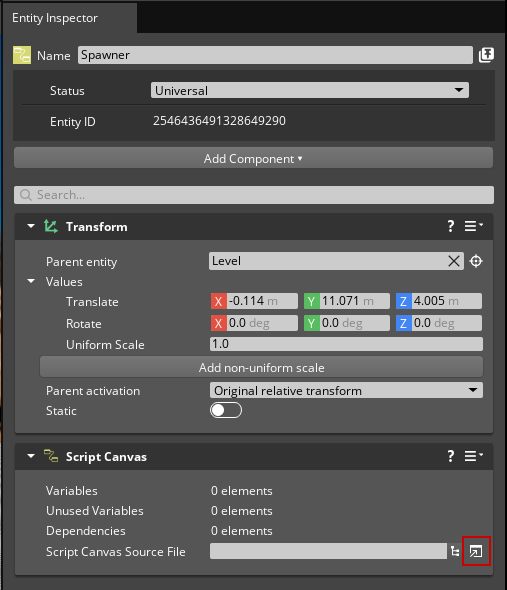 Entity Inspector
Name Spawner
Status Universal
Entity ID 2546436491328649290
Add Component
Search...
Transform ?
Parent entity Level
Values
Translate X -0.114 m Y 11.071 m Z 4.005 m
Rotate X 0.0 deg Y 0.0 deg Z 0.0 deg
Uniform Scale 1.0
Add non-uniform scale
Parent activation Original relative transform
Static
Script Canvas ?
Variables 0 elements
Unused Variables 0 elements
Dependencies 0 elements
Script Canvas Source File